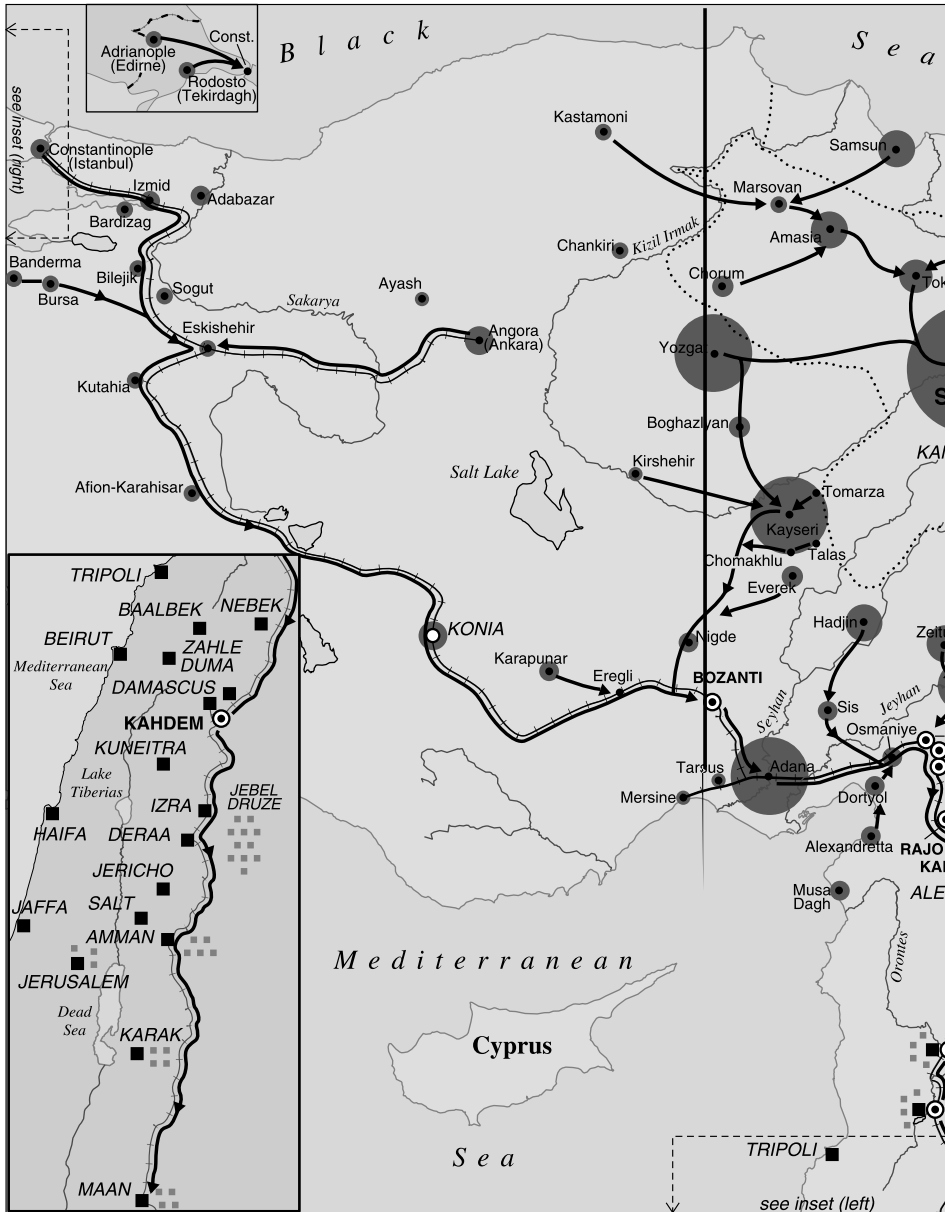 Black
Sea
Const.
Adrianople
(Edirne)
Rodosto
(Tekirdagh)
see inset (right)
Constantinople
(Istanbul)
Izmid
Bardizag
Adabazar
Kastamoni
Samsun
Marsovan
Amasia
Kizil Irmak
Chankiri
Banderma
Bursa
Bilejik
Sogut
Sakarya
Ayash
Chorum
Tok
Eskishehir
Angora
(Ankara)
Yozgat
Kutahia
S
Boghazlyan
KAI
Afion-Karahisar
Salt Lake
Kirshehir
Tomarza
Kayseri
Chomakhlu
Talas
Everek
TRIPOLI
BAALBEK
NEBEK
BEIRUT
ZAHLE
DUMA
Mediterranean
Sea
DAMASCUS
KAHDEM
KUNEITRA
Lake
Tiberias
IZRA
JEBEL
DRUZE
HAIFA
DERAA
JERICHO
JAFFA
SALT
AMMAN
JERUSALEM
Dead
Sea
KARAK
MAAN
KONIA
Karapunar
Eregli
Nigde
BOZANTI
Hadjin
Zeitu
Seyhan
Sis
Jeyhan
Osmaniye
Tarsus
Adana
Mersine
Dortyol
Alexandretta
RAJO
KA
Musa
Dagh
ALE
Orontes
Mediterranean
Cyprus
Sea
TRIPOLI
see inset (left)